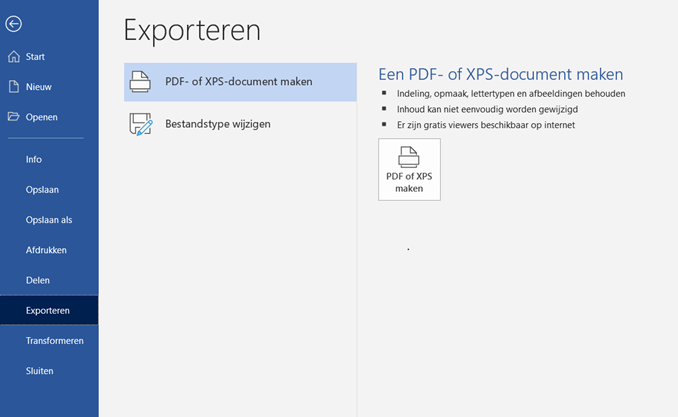 Exporteren
Start
Nieuw
Openen
Info
Opslaan
Opslaan als
Afdrukken
Delen
Exporteren
Transformeren
Sluiten
PDF- of XPS-document maken
Bestandstype wijzigen
Een PDF- of XPS-document maken
Indeling, opmaak, lettertypen en afbeeldingen behouden
Inhoud kan niet eenvoudig worden gewijzigd
Er zijn gratis viewers beschikbaar op internet
PDF of XPS
maken